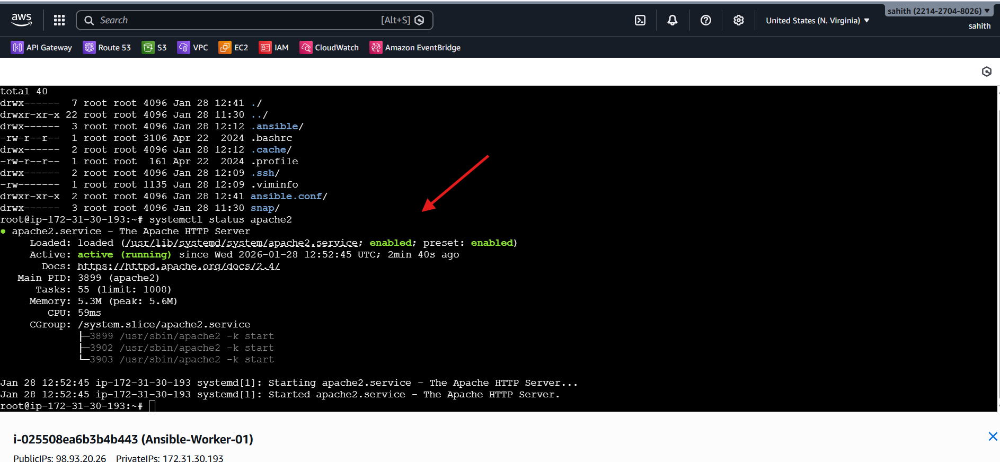 aws
Search [Alt+S]
United States (N. Virginia)
sahith (2214-2704-8026)
sahith
API Gateway Route 53 S3 VPC EC2 IAM CloudWatch Amazon EventBridge
total 40
drwx------  7 root root 4096 Jan 28 12:41 ./
drwxr-xr-x 22 root root 4096 Jan 28 11:30 ../
drwx------  3 root root 4096 Jan 28 12:12 .ansible/
-rw-r--r--  1 root root 3106 Apr 22  2024 .bashrc
drwx------  2 root root 4096 Jan 28 12:12 .cache/
-rw-r--r--  1 root root  161 Apr 22  2024 .profile
drwx------  2 root root 4096 Jan 28 12:09 .ssh/
-rw-------  1 root root 1135 Jan 28 12:09 .viminfo
drwxr-xr-x  2 root root 4096 Jan 28 12:41 ansible.conf/
drwx------  3 root root 4096 Jan 28 11:30 snap/
root@ip-172-31-30-193:~# systemctl status apache2
● apache2.service - The Apache HTTP Server
     Loaded: loaded (/usr/lib/systemd/system/apache2.service; enabled; preset: enabled)
     Active: active (running) since Wed 2026-01-28 12:52:45 UTC; 2min 40s ago
       Docs: https://httpd.apache.org/docs/2.4/
   Main PID: 3899 (apache2)
      Tasks: 55 (limit: 1008)
     Memory: 5.3M (peak: 5.6M)
        CPU: 59ms
     CGroup: /system.slice/apache2.service
             ├─3899 /usr/sbin/apache2 -k start
             ├─3902 /usr/sbin/apache2 -k start
             └─3903 /usr/sbin/apache2 -k start
Jan 28 12:52:45 ip-172-31-30-193 systemd[1]: Starting apache2.service - The Apache HTTP Server...
Jan 28 12:52:45 ip-172-31-30-193 systemd[1]: Started apache2.service - The Apache HTTP Server.
root@ip-172-31-30-193:~#
i-025508ea6b3b4b443 (Ansible-Worker-01)
PublicIPs: 98.93.20.26 PrivateIPs: 172.31.30.193